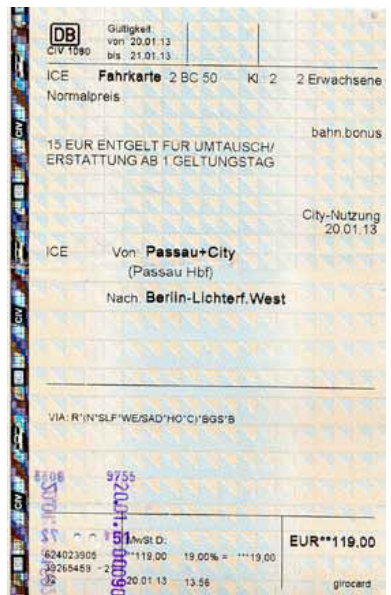 DB
CIV 1080
Gültigkeit
von 20.01.13
bis 21.01.13
ICE Fahrkarte 2 BC 50 Kl. 2 2 Erwachsene
Normalpreis
bahn.bonus
15 EUR ENTGELT FÜR UMTAUSCH/
ERSTATTUNG AB 1.GELTUNGSTAG
City-Nutzung
20.01.13
ICE Von Passau+City
(Passau Hbf)
Nach Berlin-Lichterf.West
VIA: R*(N*SLF*WE/SAD*HO*C)*BGS*B
9755
MwSt D: EUR**119.00
624023905 **119,00 19,00% = ***19,00
39265459
20.01.13 13:56 girocard